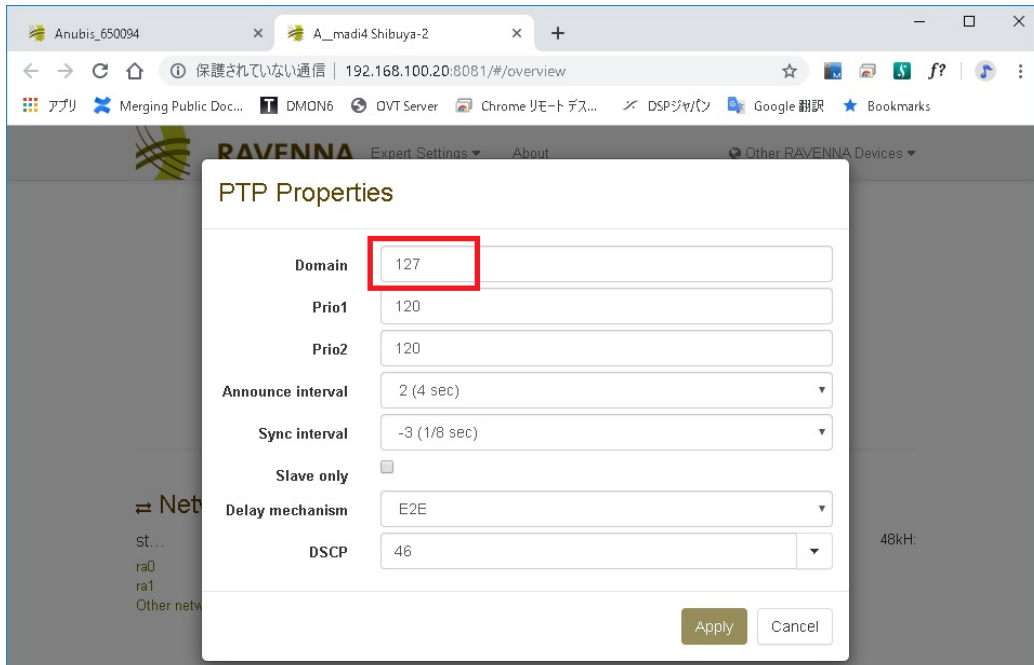 Anubis_650094
A__madi4 Shibuya-2
保護されていない通信 | 192.168.100.20:8081/#/overview
f?
アプリ Merging Public Doc... DMON6 OVT Server Chrome リモートデス... DSPジャパン Google 翻訳 Bookmarks
RAVENNA Expert Settings About Other RAVENNA Devices
PTP Properties
Domain 127
Prio1 120
Prio2 120
Announce interval 2 (4 sec)
Sync interval -3 (1/8 sec)
Slave only
Delay mechanism E2E
DSCP 46
Net
st... 48kH:
ra0
ra1
Other netw
Apply Cancel